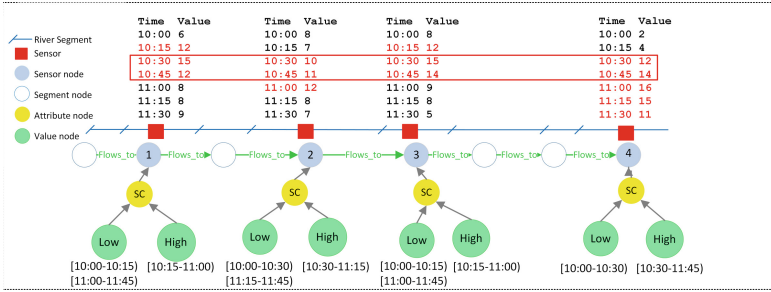 Time Value Time Value Time Value Time Value
10:00 6 10:00 8 10:00 8 10:00 2
10:15 12 10:15 7 10:15 12 10:15 4
10:30 15 10:30 10 10:30 15 10:30 12
10:45 12 10:45 11 10:45 14 10:45 14
11:00 8 11:00 12 11:00 9 11:00 16
11:15 8 11:15 8 11:15 8 11:15 15
11:30 9 11:30 7 11:30 5 11:30 11
River Segment
Sensor
Sensor node
Segment node
Attribute node
Value node
Flows_to 1 Flows_to Flows_to 2 Flows_to 3 Flows_to Flows_to Flows_to 4
SC SC SC SC
Low High Low High Low High Low High
[10:00-10:15) [10:15-11:00) [10:00-10:30) [10:30-11:15) [10:00-10:15) [10:15-11:00) [10:00-10:30) [10:30-11:45)
[11:00-11:45) [11:15-11:45) [11:00-11:45)